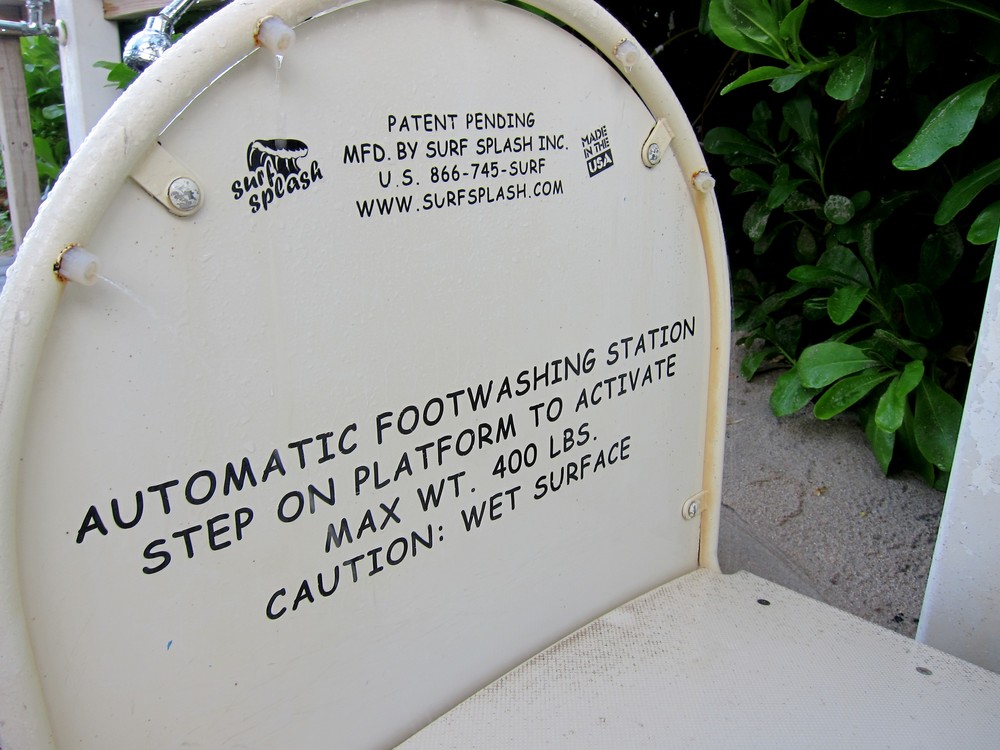 PATENT PENDING
MFD. BY SURF SPLASH INC.
U.S. 866-745-SURF
WWW.SURFSPLASH.COM
surf
splash
MADE
IN THE
USA
AUTOMATIC FOOTWASHING STATION
STEP ON PLATFORM TO ACTIVATE
MAX WT. 400 LBS.
CAUTION: WET SURFACE